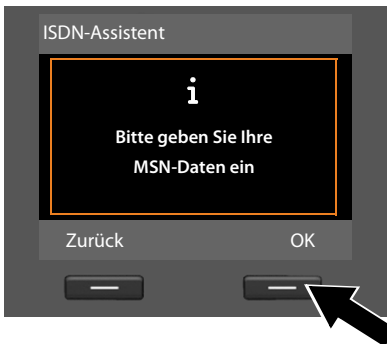 ISDN-Assistent
i
Bitte geben Sie Ihre
MSN-Daten ein
Zurück OK